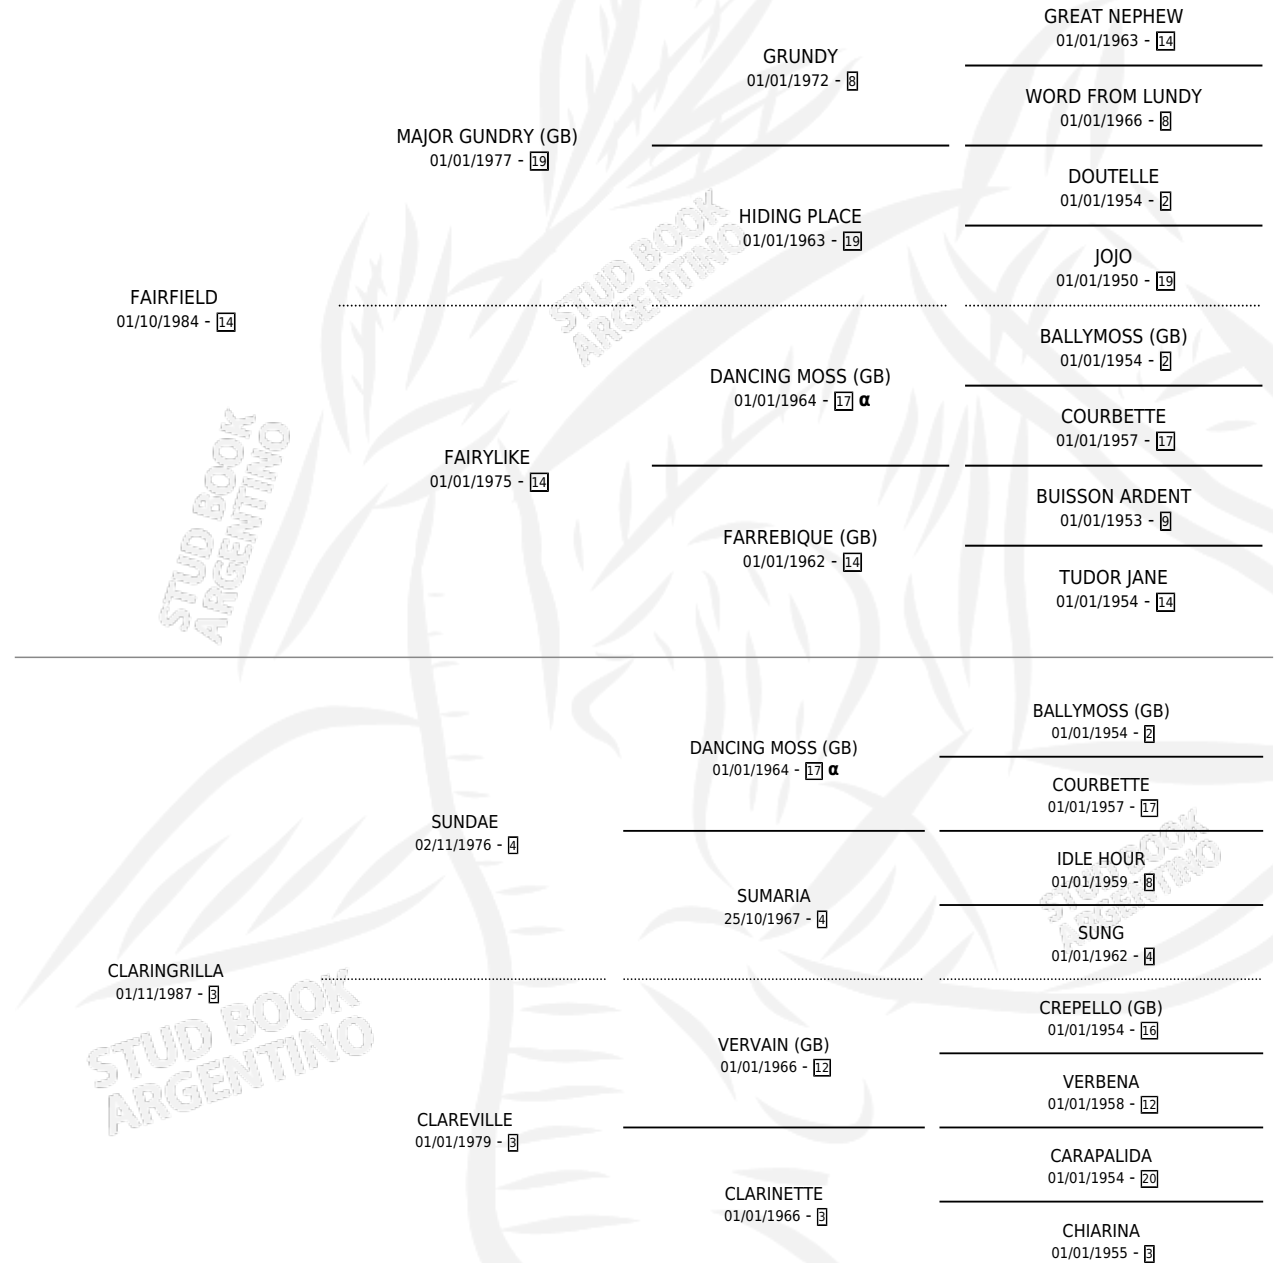 GREAT NEPHEW
01/01/1963 - 14
GRUNDY
01/01/1972 - 8
WORD FROM LUNDY
01/01/1966 - 8
MAJOR GUNDRY (GB)
01/01/1977 - 19
DOUTELLE
01/01/1954 - 2
HIDING PLACE
01/01/1963 - 19
JOJO
01/01/1950 - 19
FAIRFIELD
01/10/1984 - 14
BALLYMOSS (GB)
01/01/1954 - 2
DANCING MOSS (GB)
01/01/1964 - 17 α
COURBETTE
01/01/1957 - 17
FAIRYLIKE
01/01/1975 - 14
BUISSON ARDENT
01/01/1953 - 9
FARREBIQUE (GB)
01/01/1962 - 14
TUDOR JANE
01/01/1954 - 14
BALLYMOSS (GB)
01/01/1954 - 2
DANCING MOSS (GB)
01/01/1964 - 17 α
COURBETTE
01/01/1957 - 17
SUNDAE
02/11/1976 - 4
IDLE HOUR
01/01/1959 - 8
SUMARIA
25/10/1967 - 4
SUNG
01/01/1962 - 4
CLARINGRILLA
01/11/1987 - 3
CREPELLO (GB)
01/01/1954 - 16
VERVAIN (GB)
01/01/1966 - 12
VERBENA
01/01/1958 - 12
CLAREVILLE
01/01/1979 - 3
CARAPALIDA
01/01/1954 - 20
CLARINETTE
01/01/1966 - 3
CHIARINA
01/01/1955 - 3
STUD BOOK
ARGENTINO
STUD BOOK
ARGENTINO
STUD BOOK
ARGENTINO
STUD BOOK
ARGENTINO